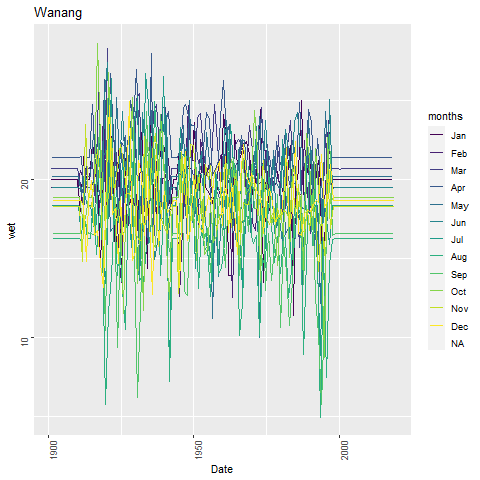 Wanang
wet
20
10
1900
1950
2000
Date
months
Jan
Feb
Mar
Apr
May
Jun
Jul
Aug
Sep
Oct
Nov
Dec
NA